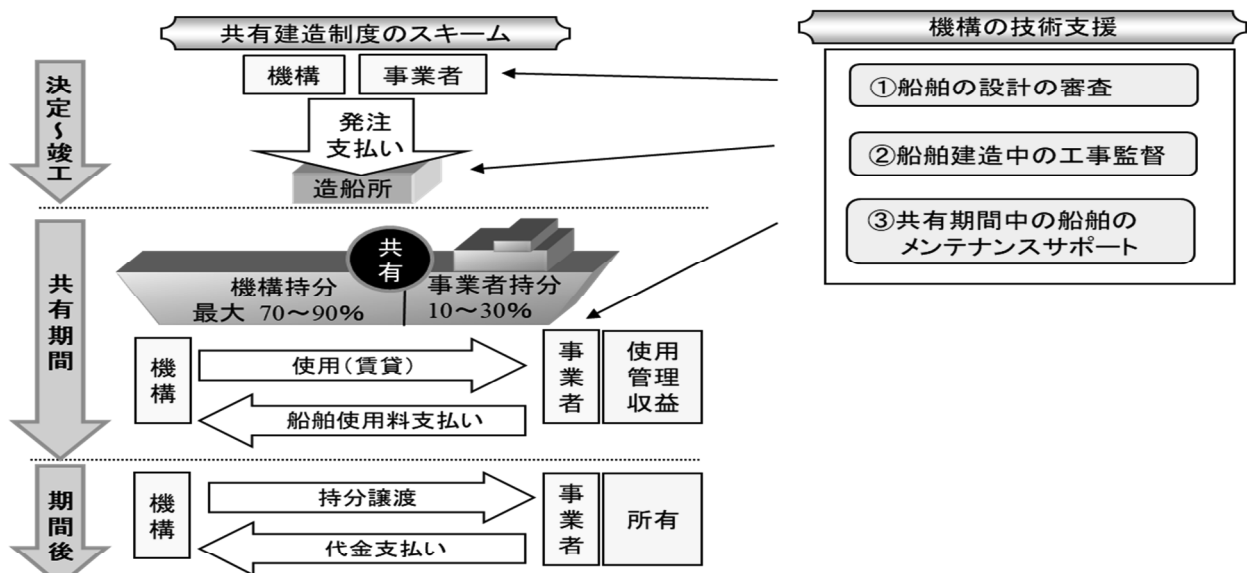 共有建造制度のスキーム
機構
事業者
発注
支払い
造船所
決定～竣工
機構の技術支援
①船舶の設計の審査
②船舶建造中の工事監督
③共有期間中の船舶の
メンテナンスサポート
共有期間
共有
機構持分
最大 70～90%
事業者持分
10～30%
機構
使用（賃貸）
船舶使用料支払い
事業者
使用
管理
収益
期間後
機構
持分譲渡
代金支払い
事業者
所有